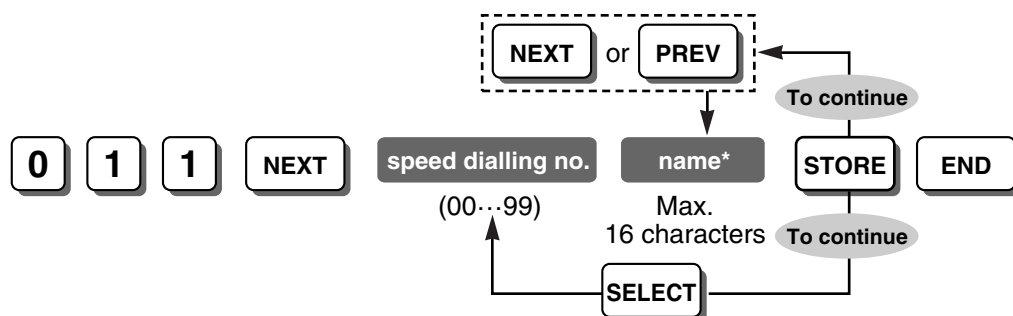 NEXT or PREV
To continue
0 1 1 NEXT speed dialling no. name* STORE END
(00···99) Max.
16 characters To continue
SELECT